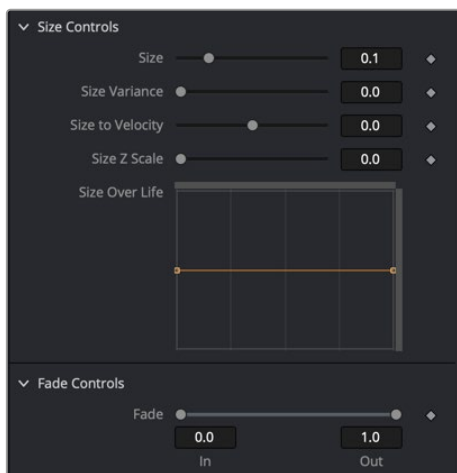 Size Controls
Size 0.1
Size Variance 0.0
Size to Velocity 0.0
Size Z Scale 0.0
Size Over Life
Fade Controls
Fade
0.0 1.0
In Out